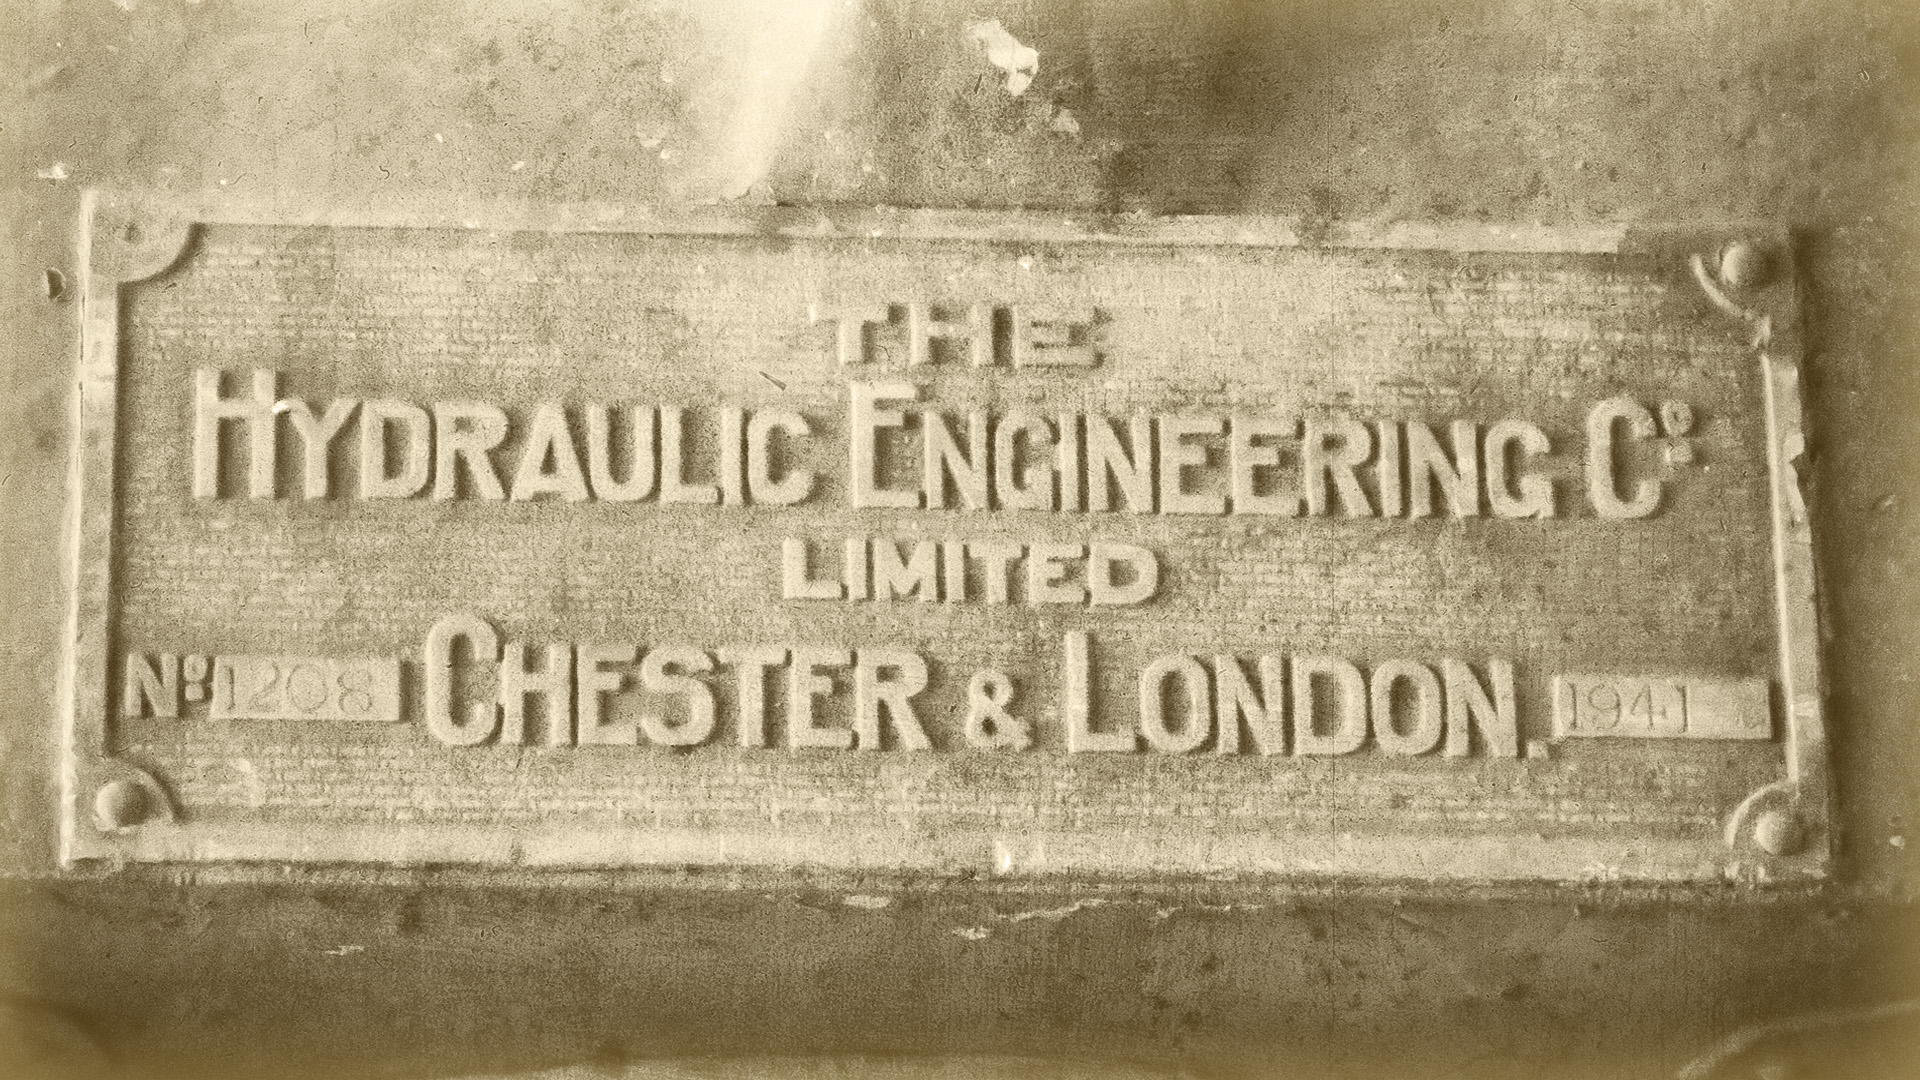 THE
HYDRAULIC ENGINEERING Cº
LIMITED
Nº 1208 CHESTER & LONDON. 1941